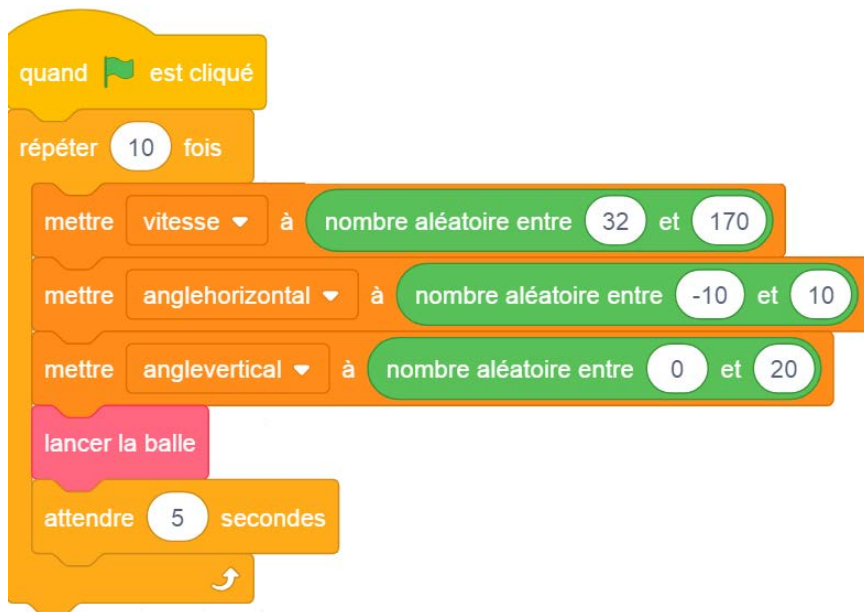 quand est cliqué
répéter 10 fois
mettre vitesse à nombre aléatoire entre 32 et 170
mettre anglehorizontal à nombre aléatoire entre -10 et 10
mettre anglevertical à nombre aléatoire entre 0 et 20
lancer la balle
attendre 5 secondes